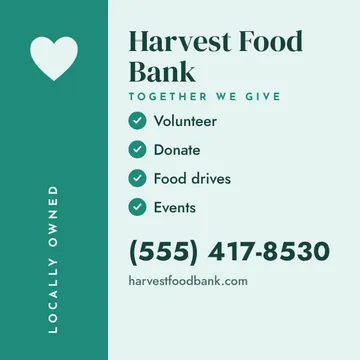 Harvest Food
Bank
TOGETHER WE GIVE
Volunteer
Donate
Food drives
Events
(555) 417-8530
harvestfoodbank.com
LOCALLY OWNED